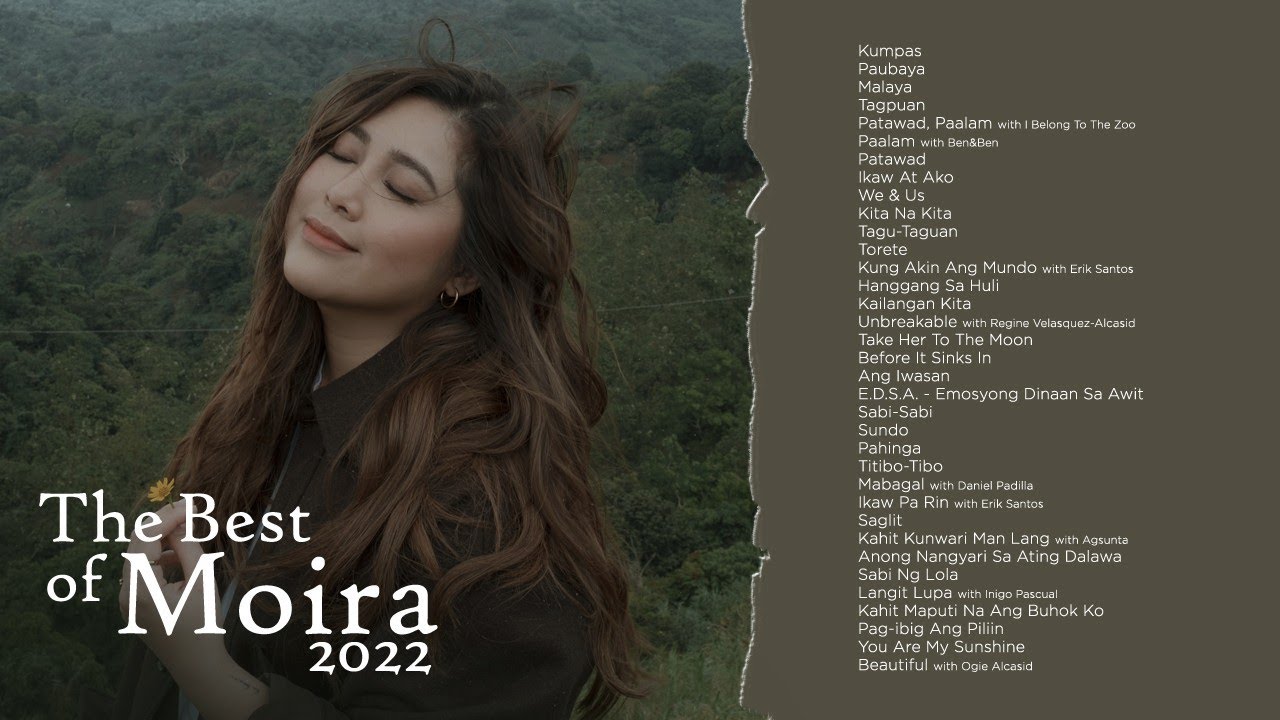 The Best
of Moira
2022
Kumpas
Paubaya
Malaya
Tagpuan
Patawad, Paalam with I Belong To The Zoo
Paalam with Ben&Ben
Patawad
Ikaw At Ako
We & Us
Kita Na Kita
Tagu-Taguan
Torete
Kung Akin Ang Mundo with Erik Santos
Hanggang Sa Huli
Kailangan Kita
Unbreakable with Regine Velasquez-Alcasid
Take Her To The Moon
Before It Sinks In
Ang Iwasan
E.D.S.A. - Emosyong Dinaan Sa Awit
Sabi-Sabi
Sundo
Pahinga
Titibo-Tibo
Mabagal with Daniel Padilla
Ikaw Pa Rin with Erik Santos
Saglit
Kahit Kunwari Man Lang with Agsunta
Anong Nangyari Sa Ating Dalawa
Sabi Ng Lola
Langit Lupa with Inigo Pascual
Kahit Maputi Na Ang Buhok Ko
Pag-ibig Ang Piliin
You Are My Sunshine
Beautiful with Ogie Alcasid